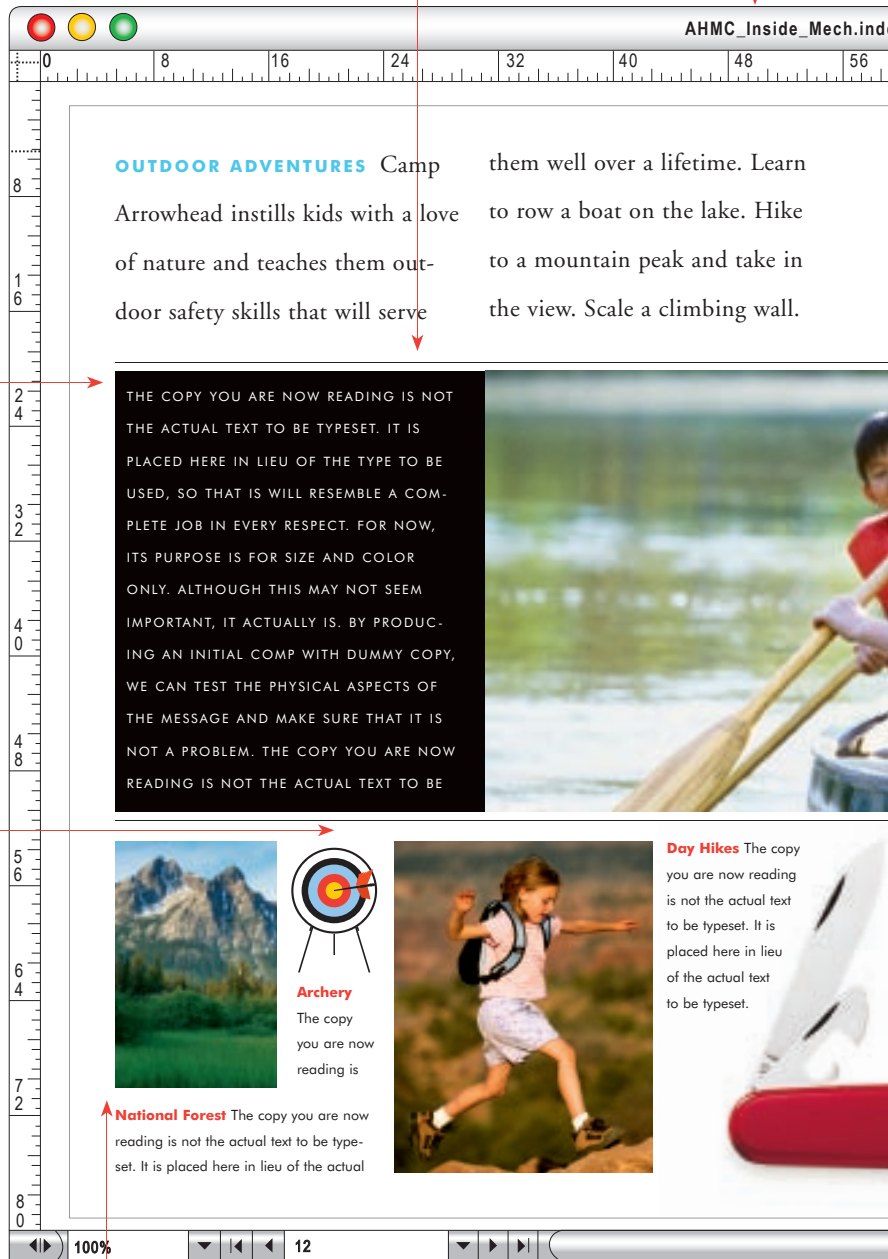 AHMC_Inside_Mech.inde
0 8 16 24 32 40 48 56
8
16
24
32
40
48
56
64
72
80
OUTDOOR ADVENTURES Camp
Arrowhead instills kids with a love
of nature and teaches them out-
door safety skills that will serve
them well over a lifetime. Learn
to row a boat on the lake. Hike
to a mountain peak and take in
the view. Scale a climbing wall.
THE COPY YOU ARE NOW READING IS NOT
THE ACTUAL TEXT TO BE TYPESET. IT IS
PLACED HERE IN LIEU OF THE TYPE TO BE
USED, SO THAT IS WILL RESEMBLE A COM-
PLETE JOB IN EVERY RESPECT. FOR NOW,
ITS PURPOSE IS FOR SIZE AND COLOR
ONLY. ALTHOUGH THIS MAY NOT SEEM
IMPORTANT, IT ACTUALLY IS. BY PRODUC-
ING AN INITIAL COMP WITH DUMMY COPY,
WE CAN TEST THE PHYSICAL ASPECTS OF
THE MESSAGE AND MAKE SURE THAT IT IS
NOT A PROBLEM. THE COPY YOU ARE NOW
READING IS NOT THE ACTUAL TEXT TO BE
Archery
The copy
you are now
reading is
National Forest The copy you are now
reading is not the actual text to be type-
set. It is placed here in lieu of the actual
Day Hikes The copy
you are now reading
is not the actual text
to be typeset. It is
placed here in lieu
of the actual text
to be typeset.
100% 12